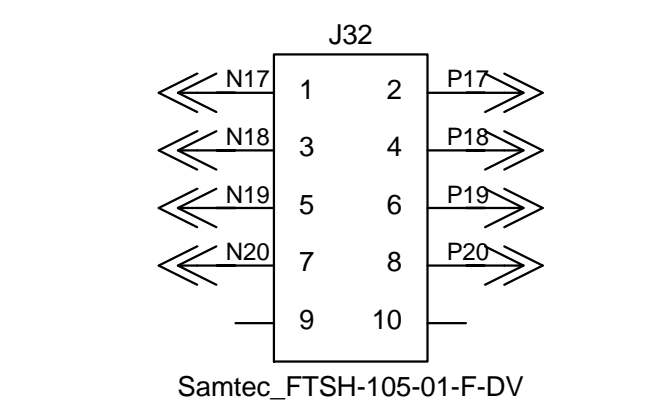 J32
N17 1 2 P17
N18 3 4 P18
N19 5 6 P19
N20 7 8 P20
9 10
Samtec_FTSH-105-01-F-DV